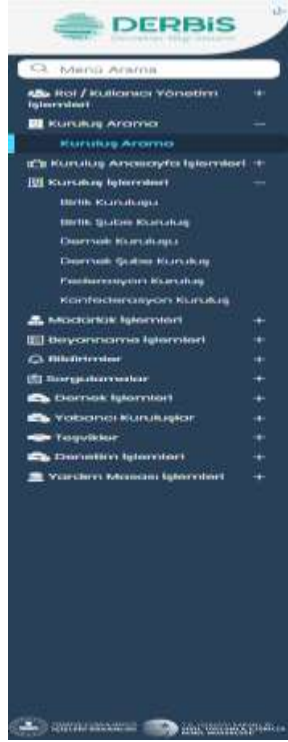 DERBİS
Menü Arama
Rol / Kullanıcı Yönetim
İşlemleri
Kuruluş Arama
Kuruluş Arama
Kuruluş Anasayfa İşlemleri
Kuruluş İşlemleri
Birlik Kuruluşu
Birlik Şube Kuruluş
Dernek Kuruluşu
Dernek Şube Kuruluş
Federasyon Kuruluş
Konfederasyon Kuruluş
Müdürlük İşlemleri
Beyanname İşlemleri
Bildirimler
Sorgulamalar
Dernek İşlemleri
Yabancı Kuruluşlar
Teşvikler
Denetim İşlemleri
Yardım Masası İşlemleri